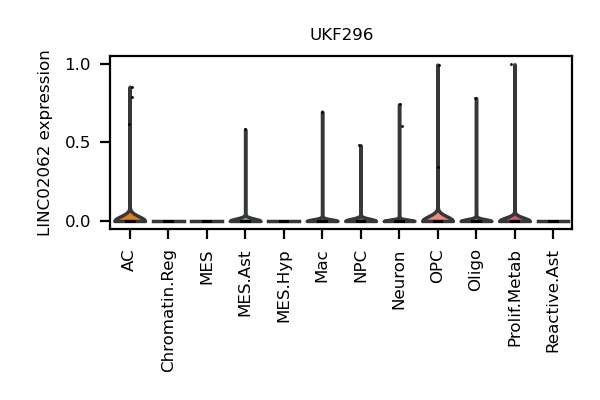 UKF296
LINC02062 expression
1.0
0.5
0.0
AC
Chromatin.Reg
MES
MES.Ast
MES.Hyp
Mac
NPC
Neuron
OPC
Oligo
Prolif.Metab
Reactive.Ast